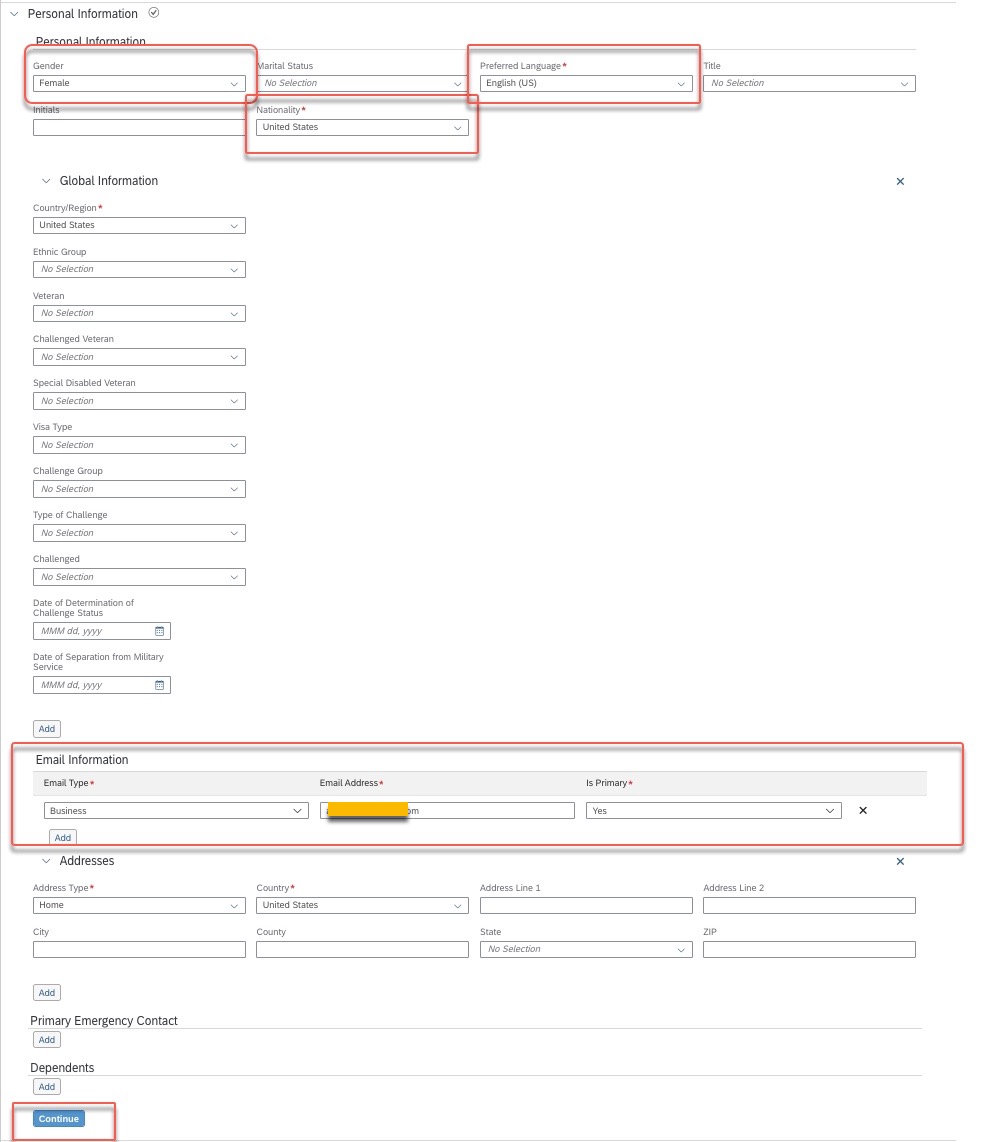 Personal Information
Personal Information
Gender
Marital Status
Preferred Language*
Title
Female
No Selection
English (US)
No Selection
Initials
Nationality*
United States
Global Information
Country/Region*
United States
Ethnic Group
No Selection
Veteran
No Selection
Challenged Veteran
No Selection
Special Disabled Veteran
No Selection
Visa Type
No Selection
Challenge Group
No Selection
Type of Challenge
No Selection
Challenged
No Selection
Date of Determination of
Challenge Status
MMM dd, yyyy
Date of Separation from Military
Service
MMM dd, yyyy
Add
Email Information
Email Type*
Email Address*
Is Primary*
Business
Yes
Add
Addresses
Address Type*
Country*
Address Line 1
Address Line 2
Home
United States
City
County
State
ZIP
No Selection
Add
Primary Emergency Contact
Add
Dependents
Add
Continue